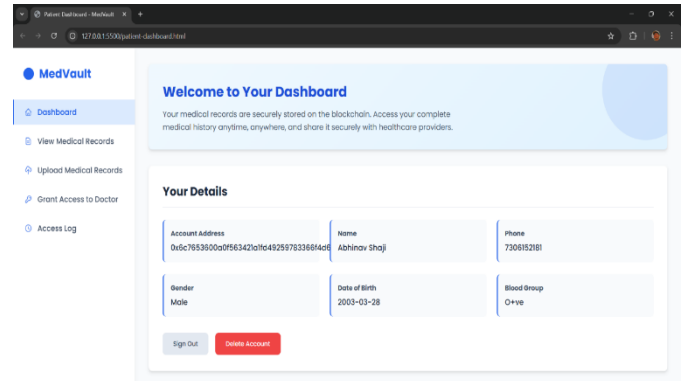 Patient Dashboard - MedVault
127.0.0.1:5500/patient-dashboard.html
MedVault
Dashboard
View Medical Records
Upload Medical Records
Grant Access to Doctor
Access Log
Welcome to Your Dashboard
Your medical records are securely stored on the blockchain. Access your complete
medical history anytime, anywhere, and share it securely with healthcare providers.
Your Details
Account Address
Name
Abhinav Shaji
Phone
7306152181
Gender
Male
Date of Birth
2003-03-28
Blood Group
O+ve
Sign Out
Delete Account